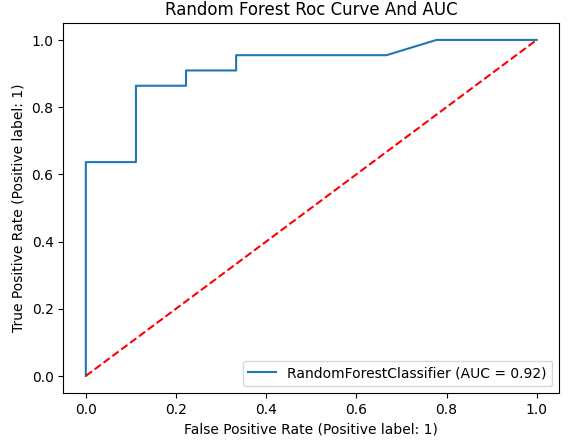 Random Forest Roc Curve And AUC
True Positive Rate (Positive label: 1)
1.0
0.8
0.6
0.4
0.2
0.0
RandomForestClassifier (AUC = 0.92)
0.0 0.2 0.4 0.6 0.8 1.0
False Positive Rate (Positive label: 1)